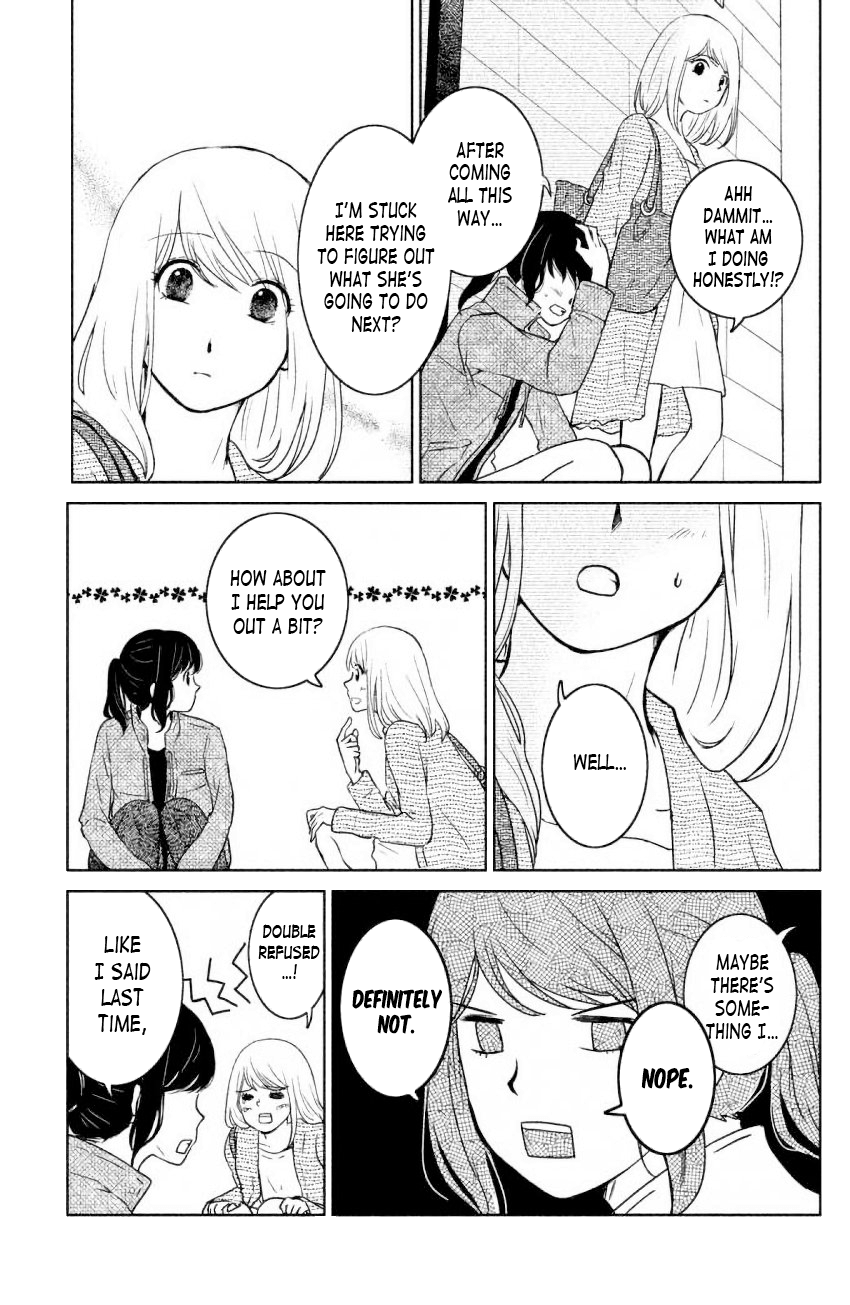 AHH
DAMMIT...
WHAT AM
I DOING
HONESTLY!?
AFTER
COMING
ALL THIS
WAY...
I'M STUCK
HERE TRYING
TO FIGURE OUT
WHAT SHE'S
GOING TO DO
NEXT?
WELL...
HOW ABOUT
I HELP YOU
OUT A BIT?
MAYBE
THERE'S
SOME-
THING I...
NOPE.
DEFINITELY
NOT.
DOUBLE
REFUSED
...!
LIKE
I SAID
LAST
TIME,